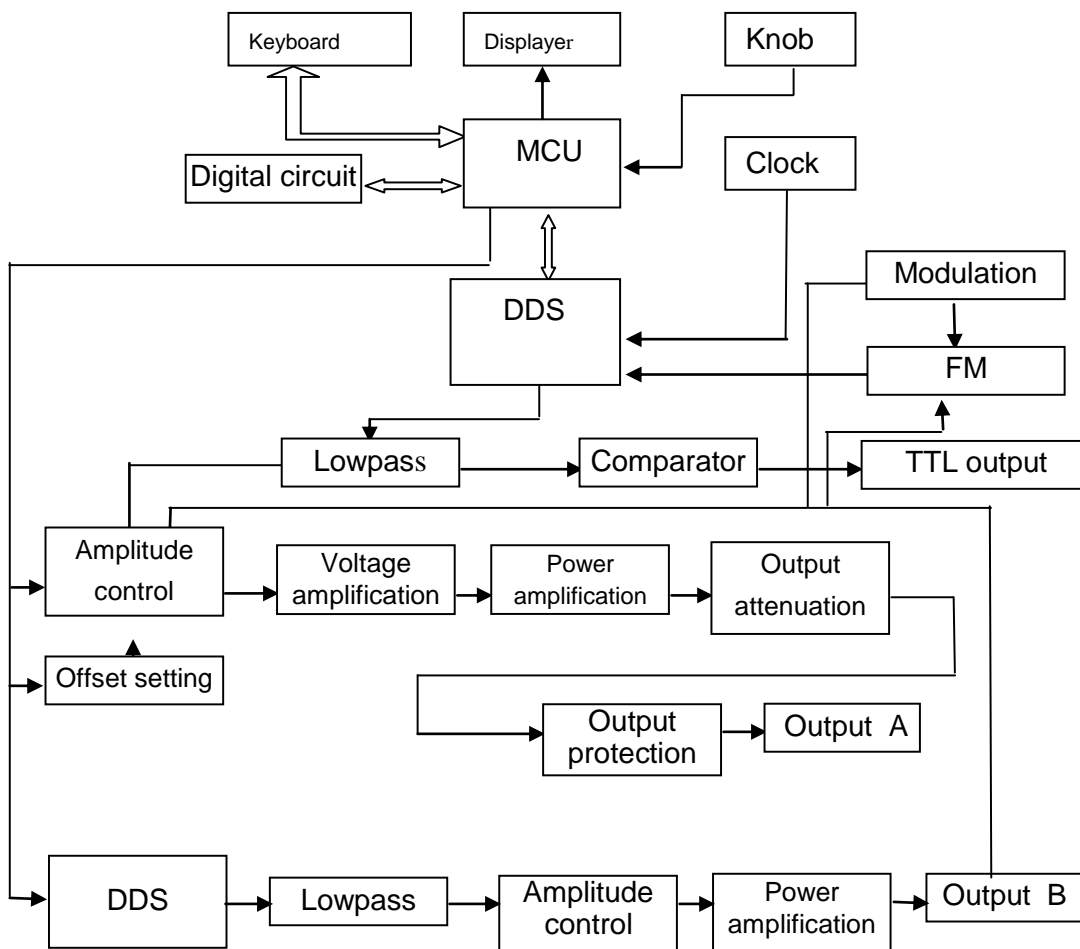 Keyboard
Displayer
Knob
MCU
Clock
Digital circuit
Modulation
DDS
FM
Lowpass
Comparator
TTL output
Amplitude
control
Voltage
amplification
Power
amplification
Output
attenuation
Offset setting
Output
protection
Output A
DDS
Lowpass
Amplitude
control
Power
amplification
Output B